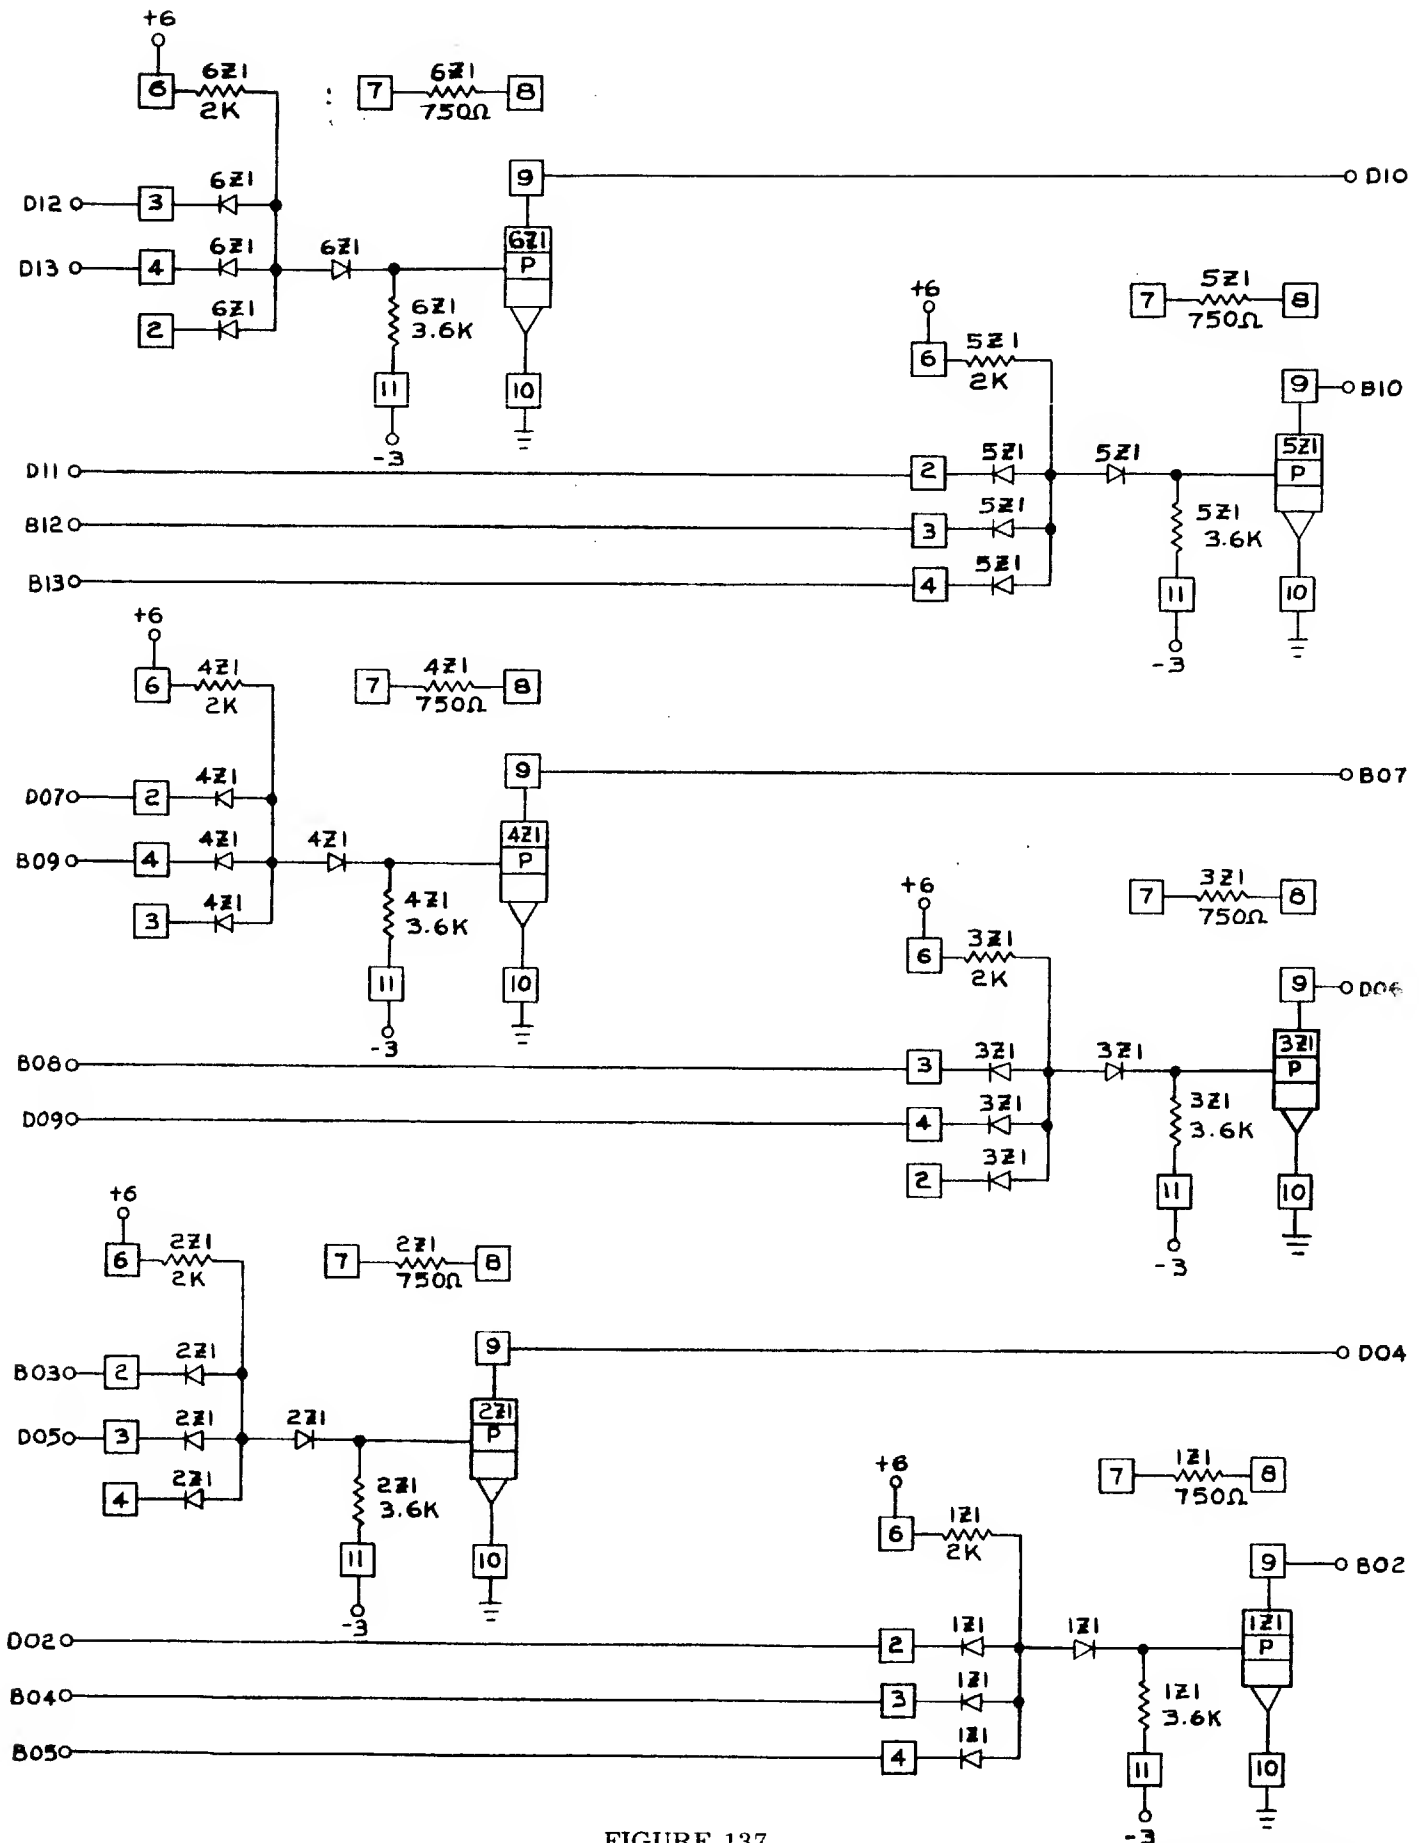 +6
6 6Z1 2K
7 6Z1 750Ω 8
D12 3 6Z1
9 D10
D13 4 6Z1 6Z1
6Z1 P
2 6Z1
6Z1 3.6K
11
10
-3
+6
6 5Z1 2K
7 5Z1 750Ω 8
9 B10
D11 2 5Z1 5Z1
5Z1 P
B12 3 5Z1
5Z1 3.6K
B13 4 5Z1
11
10
-3
+6
6 4Z1 2K
7 4Z1 750Ω 8
9 B07
D07 2 4Z1
B09 4 4Z1 4Z1
4Z1 P
3 4Z1
4Z1 3.6K
11
10
-3
+6
6 3Z1 2K
7 3Z1 750Ω 8
9 D06
B08 3 3Z1 3Z1
3Z1 P
D09 4 3Z1
3Z1 3.6K
2 3Z1
11
10
-3
+6
6 2Z1 2K
7 2Z1 750Ω 8
9 D04
B03 2 2Z1
D05 3 2Z1 2Z1
2Z1 P
4 2Z1
2Z1 3.6K
11
10
-3
+6
6 1Z1 2K
7 1Z1 750Ω 8
9 B02
D02 2 1Z1 1Z1
1Z1 P
B04 3 1Z1
1Z1 3.6K
B05 4 1Z1
11
10
-3
FIGURE 137